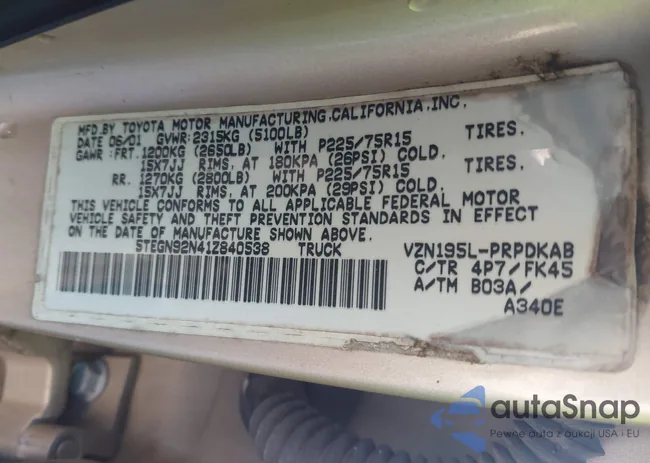 MFD.BY TOYOTA MOTOR MANUFACTURING.CALIFORNIA.INC.
DATE 06/01 GVWR:2315KG (5100LB)
GAWR:FRT.1200KG (2650LB) WITH P225/75R15 TIRES.
15X7JJ RIMS, AT 180KPA (26PSI) COLD,
RR. 1270KG (2800LB) WITH P225/75R15 TIRES.
15X7JJ RIMS, AT 200KPA (29PSI) COLD.
THIS VEHICLE CONFORMS TO ALL APPLICABLE FEDERAL MOTOR
VEHICLE SAFETY AND THEFT PREVENTION STANDARDS IN EFFECT
ON THE DATE OF MANUFACTURE SHOWN ABOVE.
5TEGN92N41Z840538 TRUCK VZN195L-PRPDKAB
C/TR 4P7/FK45
A/TM B03A/
A340E
autaSnap
Pewne auta z aukcji USA i EU